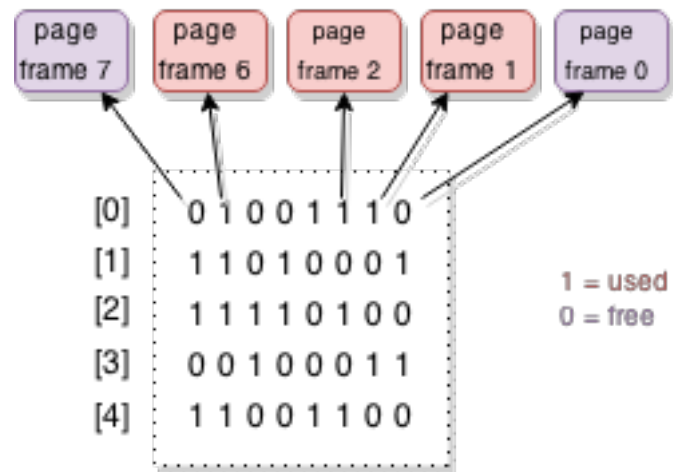 page
frame 7
page
frame 6
page
frame 2
page
frame 1
page
frame 0
[0] 0 1 0 0 1 1 1 0
[1] 1 1 0 1 0 0 0 1
[2] 1 1 1 1 0 1 0 0
[3] 0 0 1 0 0 0 1 1
[4] 1 1 0 0 1 1 0 0
1 = used
0 = free